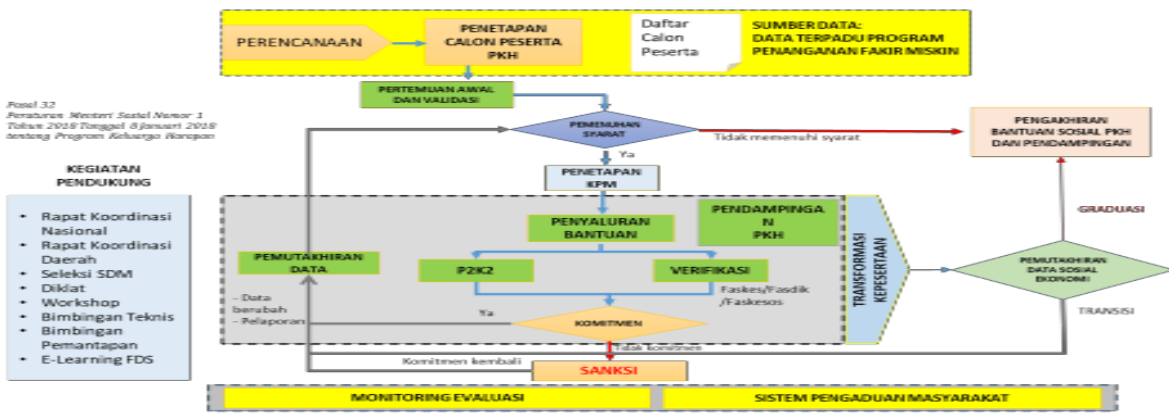 PERENCANAAN
PENETAPAN
CALON PESERTA
PKH
Daftar
Calon
Peserta
SUMBER DATA:
DATA TERPADU PROGRAM
PENANGANAN FAKIR MISKIN
PERTEMUAN AWAL
DAN VALIDASI
Pasal 32
Peraturan Menteri Sosial Nomor 1
Tahun 2018 Tanggal 8 Januari 2018
tentang Program Keluarga Harapan
PEMENUHAN
SYARAT
Tidak memenuhi syarat
PENGAKHIRAN
BANTUAN SOSIAL PKH
DAN PENDAMPINGAN
Ya
PENETAPAN
KPM
KEGIATAN
PENDUKUNG
• Rapat Koordinasi
Nasional
• Rapat Koordinasi
Daerah
• Seleksi SDM
• Diklat
• Workshop
• Bimbingan Teknis
• Bimbingan
Pemantapan
• E-Learning FDS
PENYALURAN
BANTUAN
PENDAMPINGA
N
PKH
PEMUTAKHIRAN
DATA
P2K2
VERIFIKASI
- Data
berubah
- Pelaporan
Ya
Faskes/Fasdik
/Faskesos
KOMITMEN
Tidak komitmen
Komitmen kembali
SANKSI
TRANSFORMASI
KEPESERTAAN
GRADUASI
PEMUTAKHIRAN
DATA SOSIAL
EKONOMI
TRANSISI
MONITORING EVALUASI
SISTEM PENGADUAN MASYARAKAT